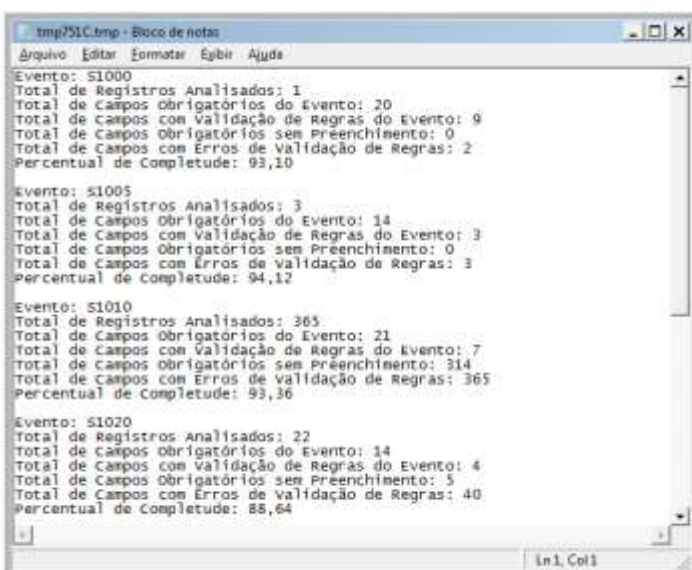 tmp751C.tmp - Bloco de notas
Arquivo Editar Formatar Exibir Ajuda
Evento: S1000
Total de Registros Analisados: 1
Total de Campos Obrigatórios do Evento: 20
Total de Campos com Validação de Regras do Evento: 9
Total de Campos Obrigatórios sem Preenchimento: 0
Total de Campos com Erros de Validação de Regras: 2
Percentual de Completude: 93,10
Evento: S1005
Total de Registros Analisados: 3
Total de Campos Obrigatórios do Evento: 14
Total de Campos com Validação de Regras do Evento: 3
Total de Campos Obrigatórios sem Preenchimento: 0
Total de Campos com Erros de Validação de Regras: 3
Percentual de Completude: 94,12
Evento: S1010
Total de Registros Analisados: 365
Total de Campos Obrigatórios do Evento: 21
Total de Campos com Validação de Regras do Evento: 7
Total de Campos Obrigatórios sem Preenchimento: 314
Total de Campos com Erros de Validação de Regras: 365
Percentual de Completude: 93,36
Evento: S1020
Total de Registros Analisados: 22
Total de Campos Obrigatórios do Evento: 14
Total de Campos com Validação de Regras do Evento: 4
Total de Campos Obrigatórios sem Preenchimento: 5
Total de Campos com Erros de Validação de Regras: 40
Percentual de Completude: 88,64
Ln 1, Col 1